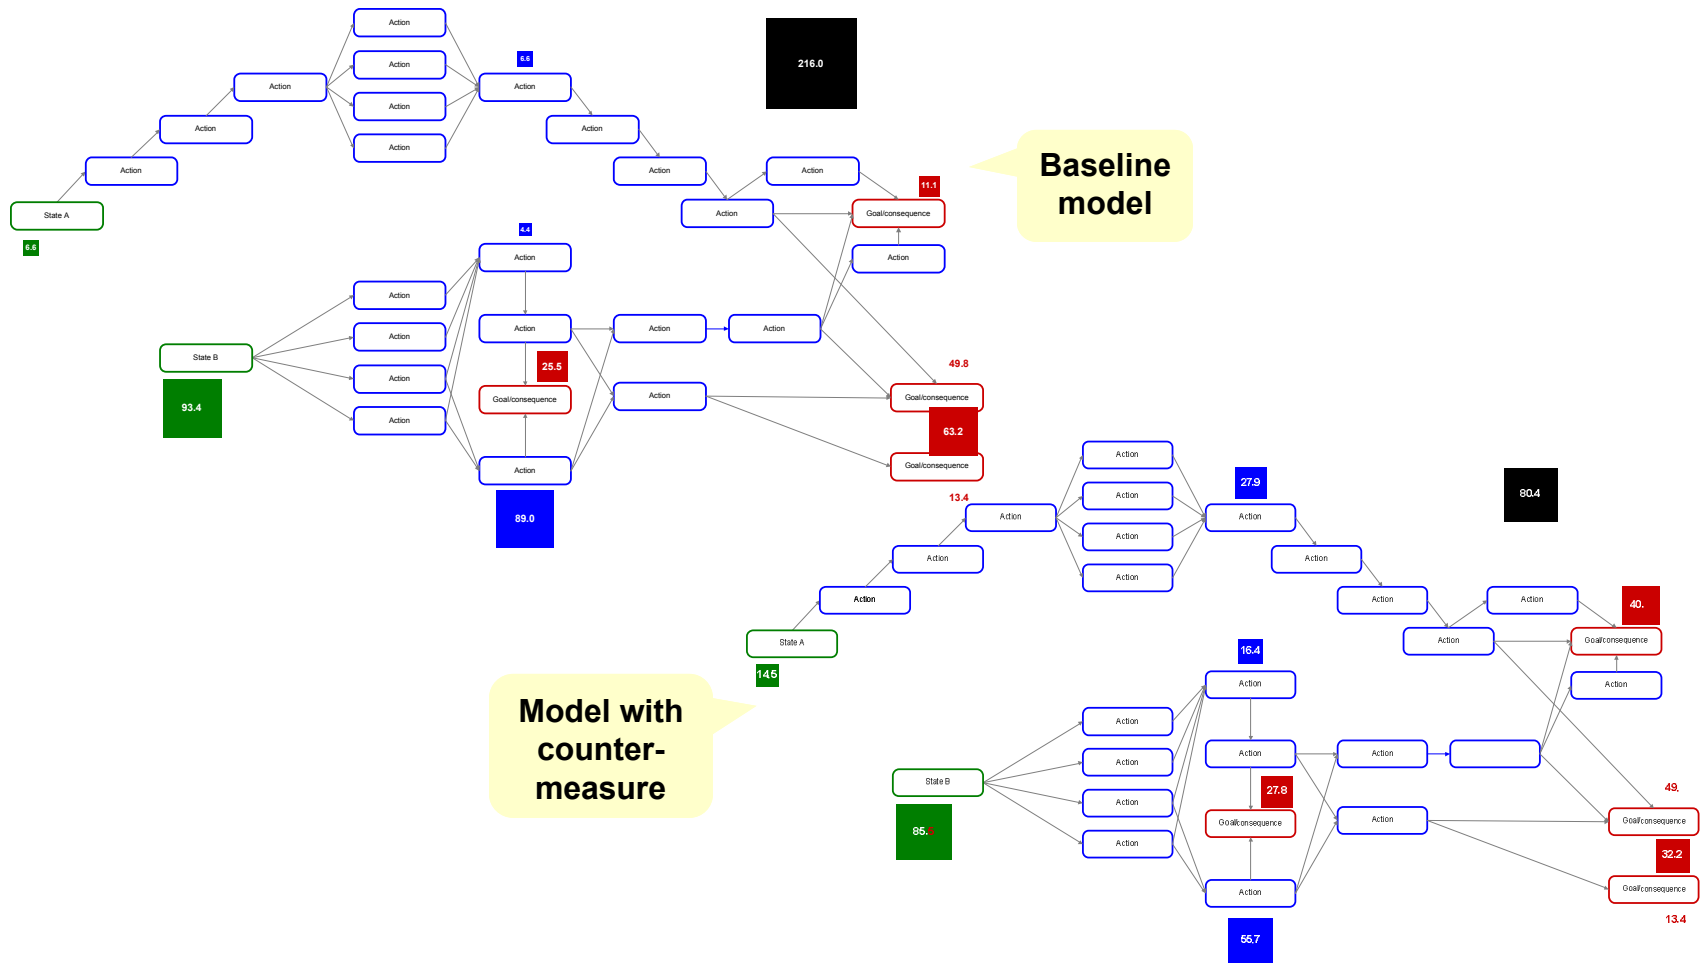 Action
Action
6.6
216.0
Action
Action
Action
Action
Action
Action
Action
Baseline
model
Action
Action
Action
11.1
State A
Action
Goal/consequence
4.4
6.6
Action
Action
Action
Action
Action
Action
Action
State B
25.5
49.8
Action
Goal/consequence
Action
Goal/consequence
93.4
Action
63.2
Action
Goal/consequence
89.0
13.4
Action
Action
27.9
80.4
Action
Action
Action
Action
Action
Action
Action
Action
Action
Action
40.
State A
Action
Goal/consequence
16.4
14.5
Action
Action
Model with
counter-
measure
Action
Action
Action
Action
State B
27.8
49.
Action
Goal/consequence
Action
Goal/consequence
85.
Action
32.2
Action
Goal/consequence
13.4
55.7